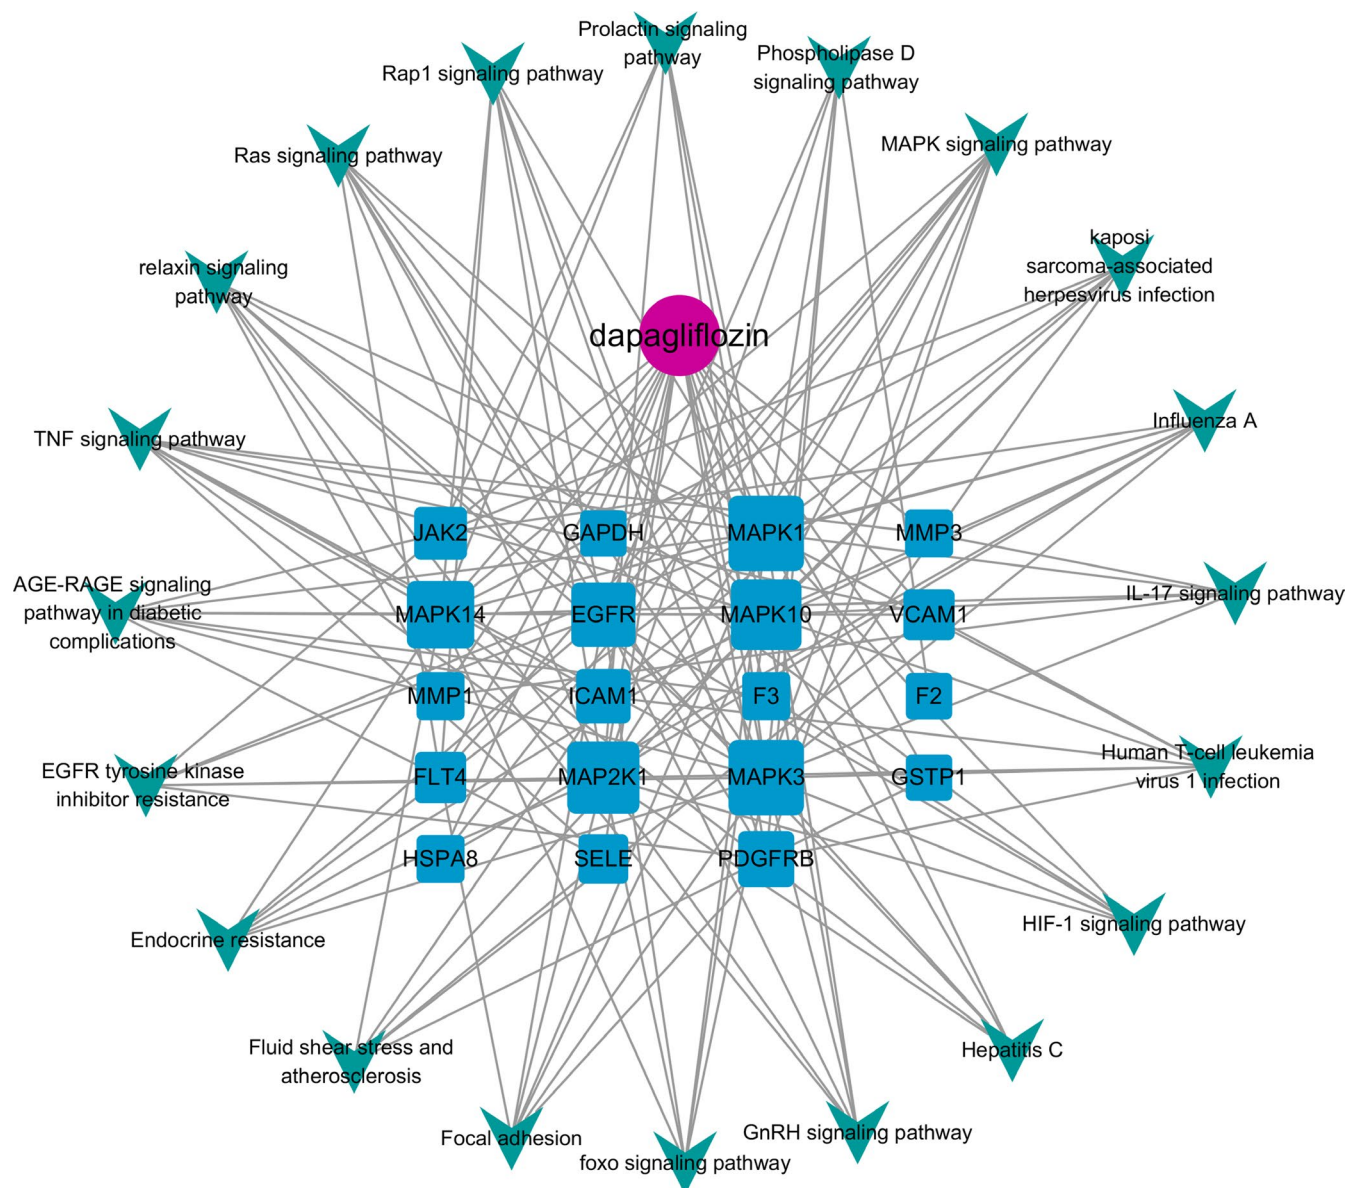 Prolactin signaling
pathway
Phospholipase D
signaling pathway
Rap1 signaling pathway
MAPK signaling pathway
Ras signaling pathway
kaposi
sarcoma-associated
herpesvirus infection
relaxin signaling
pathway
dapagliflozin
Influenza A
TNF signaling pathway
JAK2
GAPDH
MAPK1
MMP3
AGE-RAGE signaling
pathway in diabetic
complications
MAPK14
EGFR
MAPK10
VCAM1
IL-17 signaling pathway
MMP1
ICAM1
F3
F2
EGFR tyrosine kinase
inhibitor resistance
FLT4
MAP2K1
MAPK3
GSTP1
Human T-cell leukemia
virus 1 infection
HSPA8
SELE
PDGFRB
Endocrine resistance
HIF-1 signaling pathway
Fluid shear stress and
atherosclerosis
Hepatitis C
Focal adhesion
foxo signaling pathway
GnRH signaling pathway